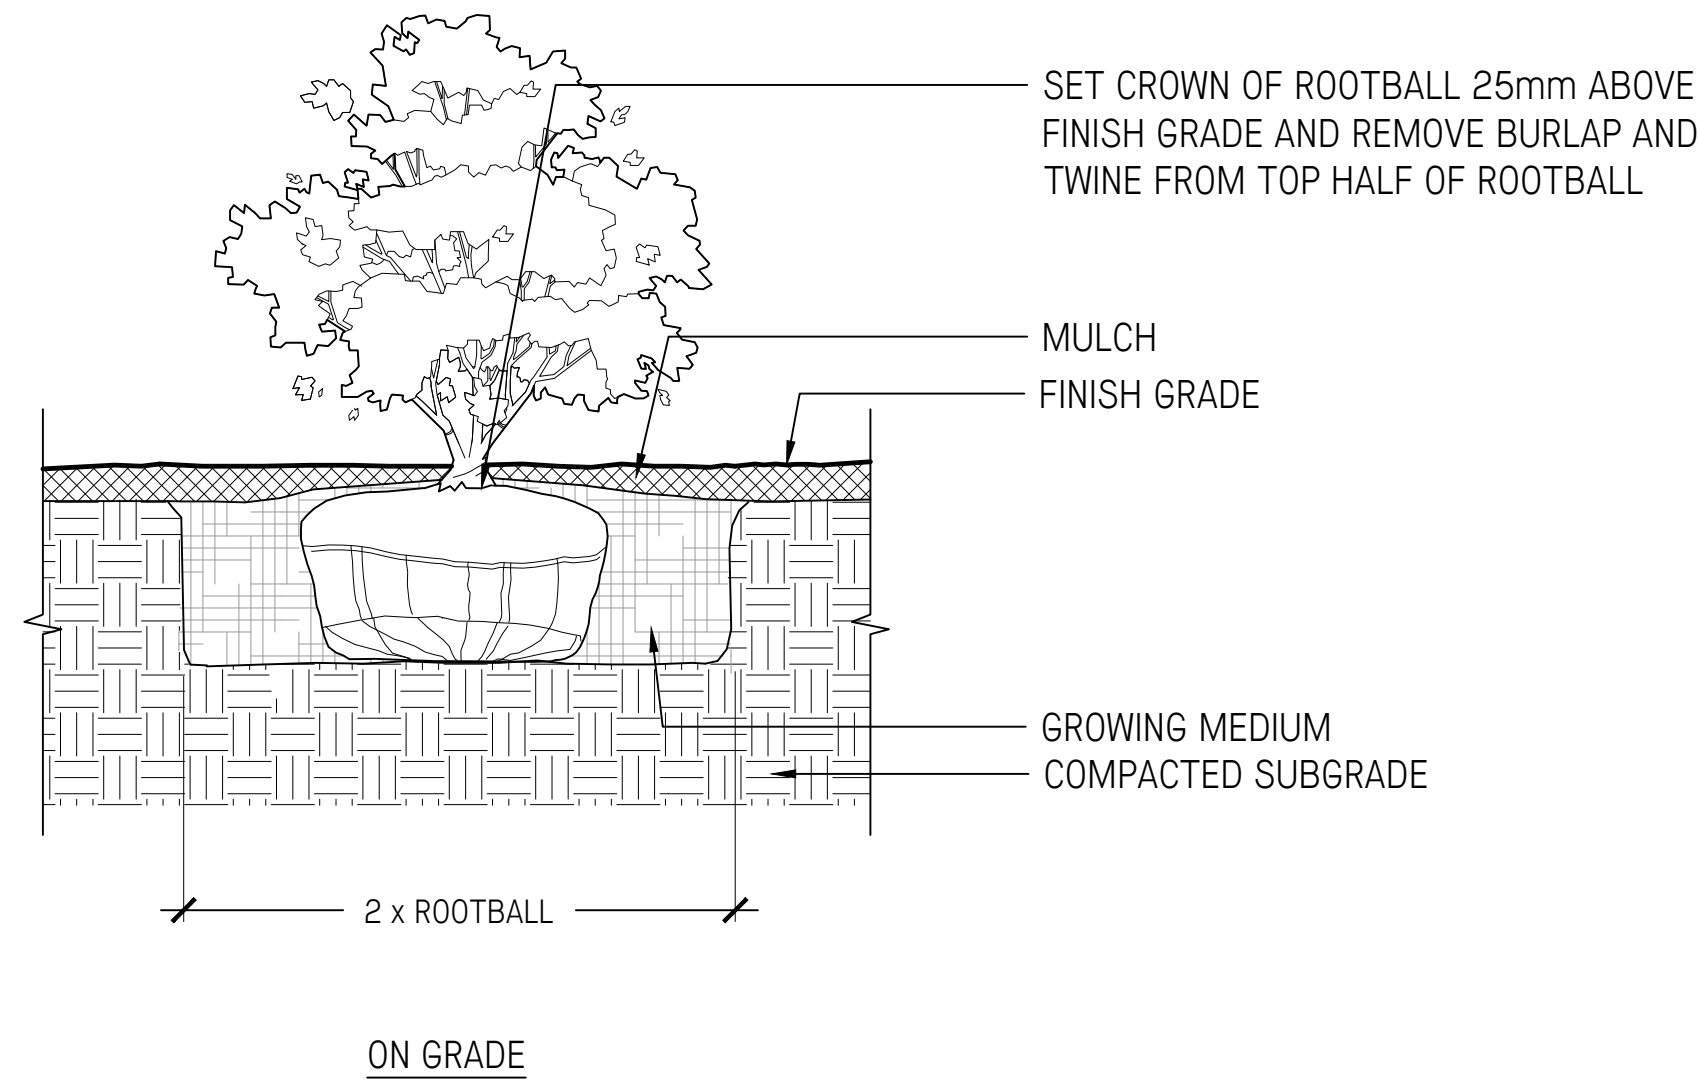 SET CROWN OF ROOTBALL 25mm ABOVE
FINISH GRADE AND REMOVE BURLAP AND
TWINE FROM TOP HALF OF ROOTBALL
MULCH
FINISH GRADE
GROWING MEDIUM
COMPACTED SUBGRADE
2 x ROOTBALL
ON GRADE